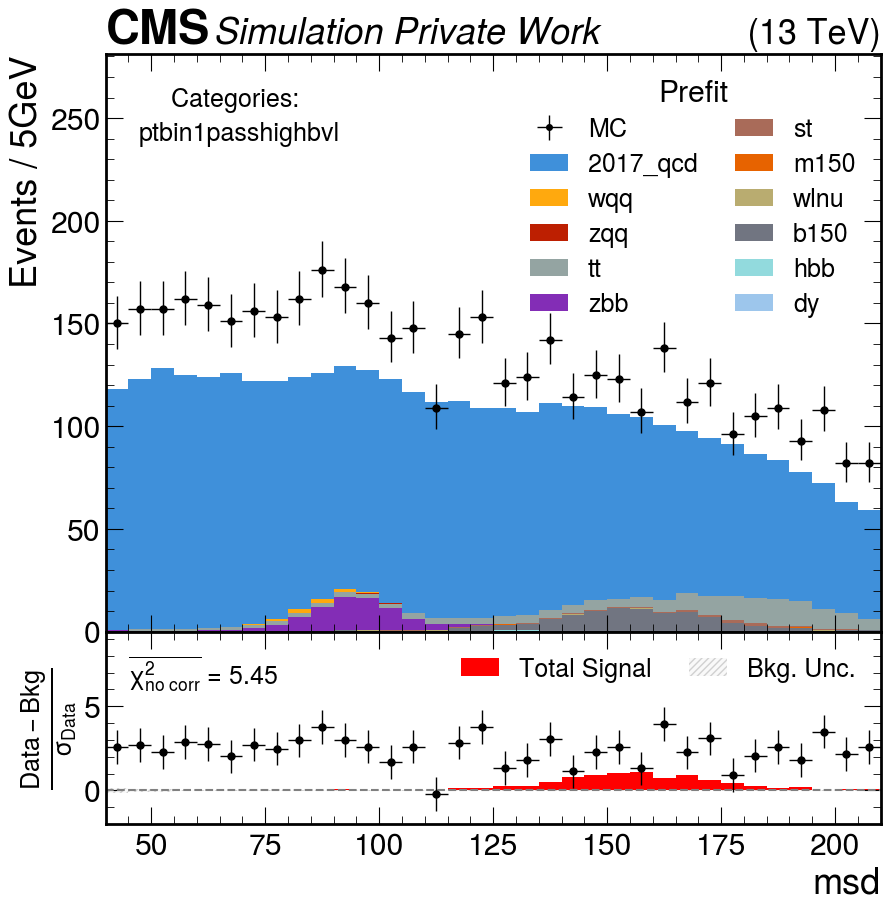 CMS Simulation Private Work (13 TeV)
Events / 5GeV
Categories:
ptbin1passhighbvl
Prefit
MC
2017_qcd
wqq
zqq
tt
zbb
st
m150
wlnu
b150
hbb
dy
250
200
150
100
50
0
χ²no corr = 5.45
Total Signal
Bkg. Unc.
Data − Bkg
σData
5
0
50 75 100 125 150 175 200
msd